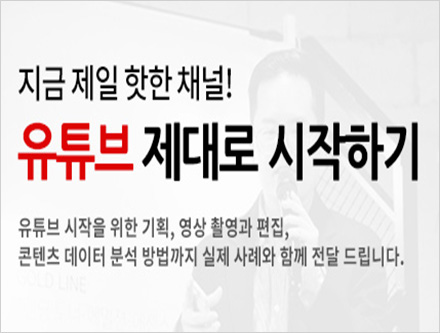 지금 제일 핫한 채널!
유튜브 제대로 시작하기
유튜브 시작을 위한 기획, 영상 촬영과 편집,
콘텐츠 데이터 분석 방법까지 실제 사례와 함께 전달 드립니다.